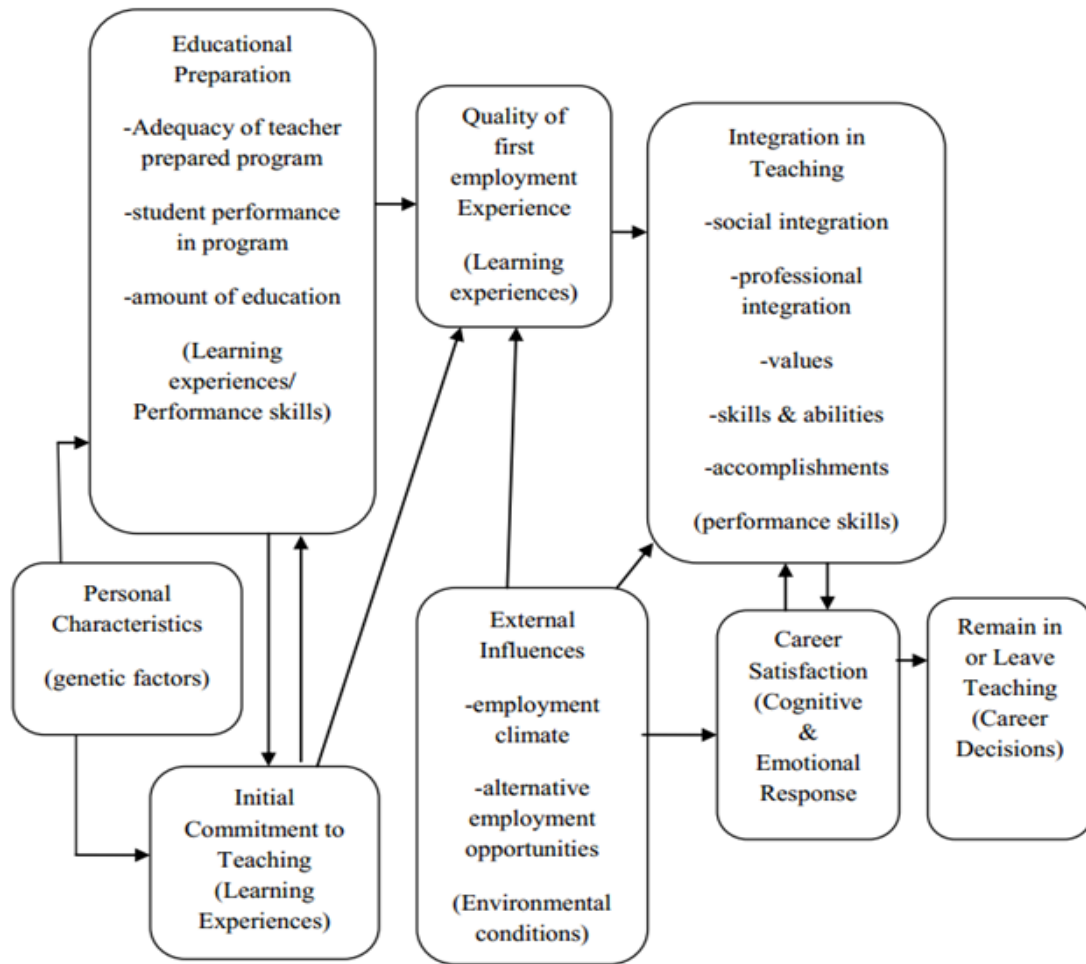 Educational
Preparation
-Adequacy of teacher
prepared program
-student performance
in program
-amount of education
(Learning
experiences/
Performance skills)
Quality of
first
employment
Experience
(Learning
experiences)
Integration in
Teaching
-social integration
-professional
integration
-values
-skills & abilities
-accomplishments
(performance skills)
Personal
Characteristics
(genetic factors)
Initial
Commitment to
Teaching
(Learning
Experiences)
External
Influences
-employment
climate
-alternative
employment
opportunities
(Environmental
conditions)
Career
Satisfaction
(Cognitive
&
Emotional
Response
Remain in
or Leave
Teaching
(Career
Decisions)